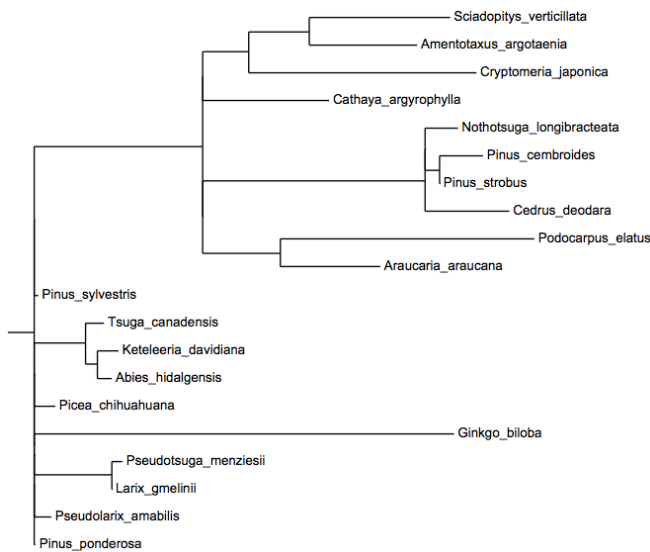 Sciadopitys_verticillata
Amentotaxus_argotaenia
Cryptomeria_japonica
Cathaya_argyrophylla
Nothotsuga_longibracteata
Pinus_cembroides
Pinus_strobus
Cedrus_deodara
Podocarpus_elatus
Araucaria_araucana
Pinus_sylvestris
Tsuga_canadensis
Keteleeria_davidiana
Abies_hidalgensis
Picea_chihuahuana
Ginkgo_biloba
Pseudotsuga_menziesii
Larix_gmelinii
Pseudolarix_amabilis
Pinus_ponderosa